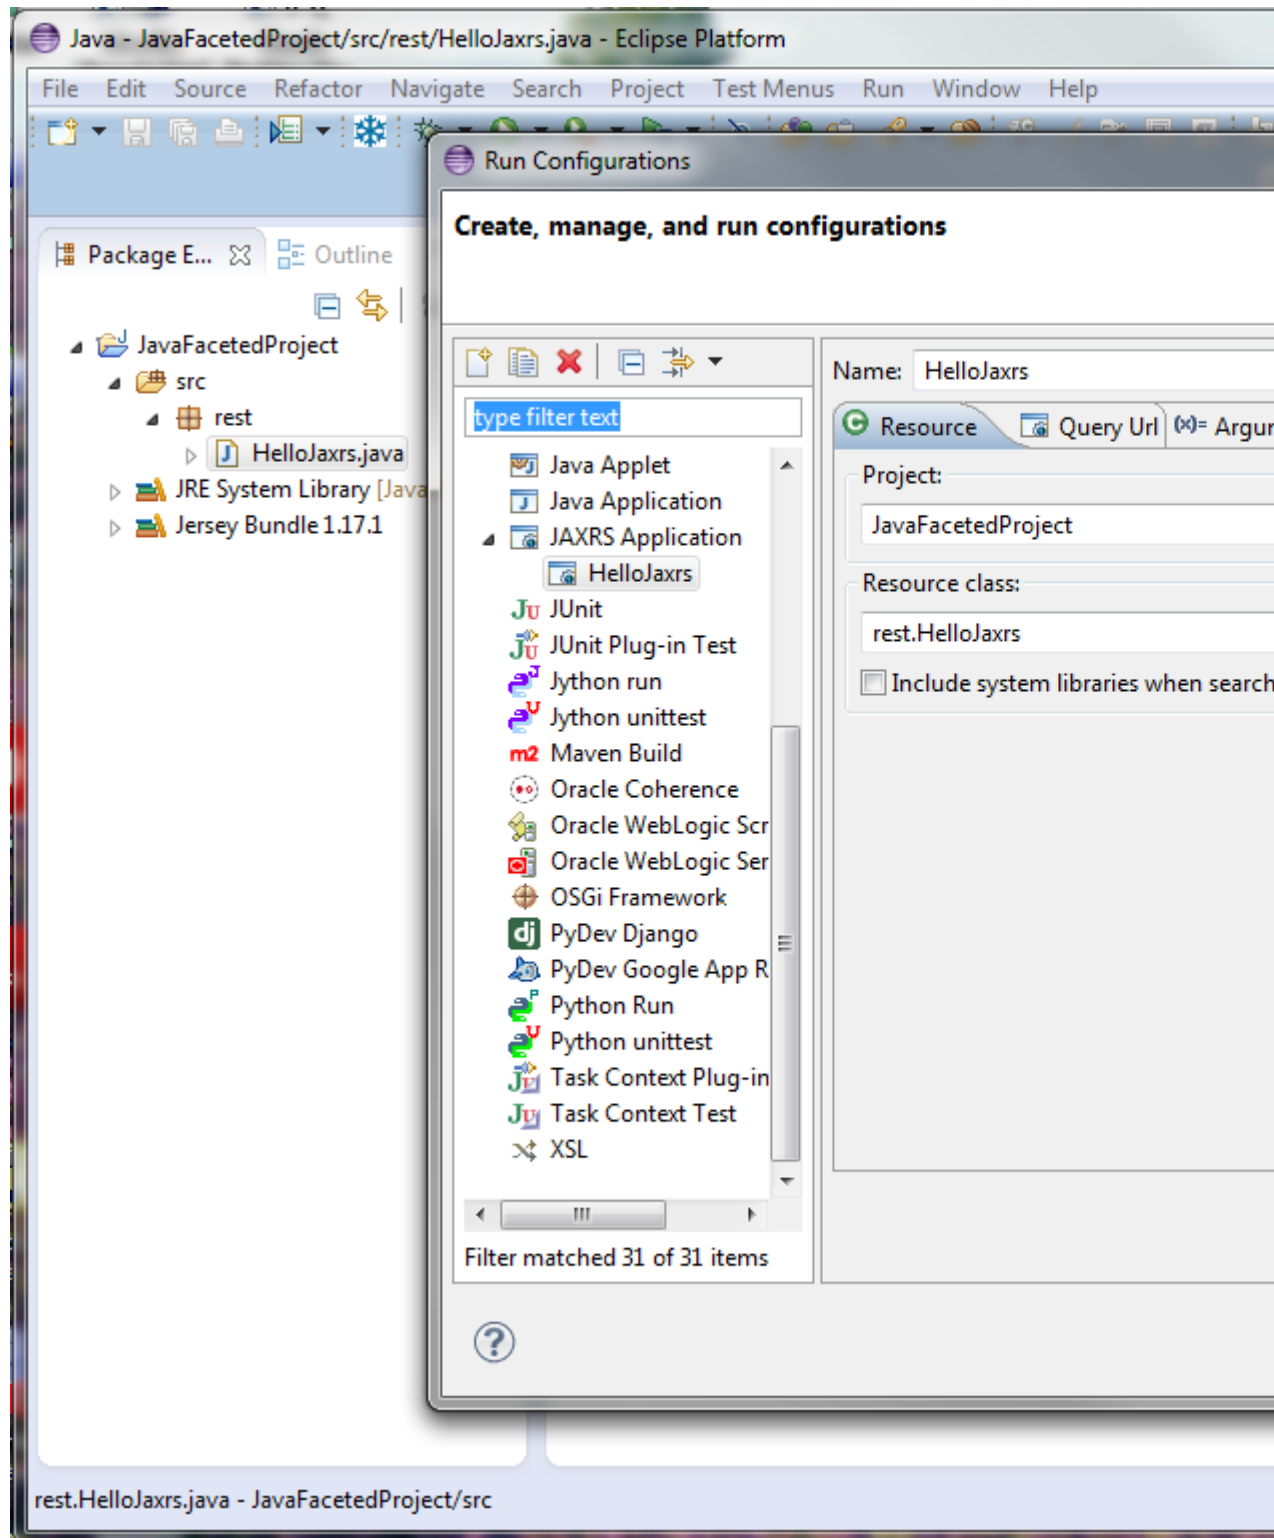 Java - JavaFacetedProject/src/rest/HelloJaxrs.java - Eclipse Platform
File Edit Source Refactor Navigate Search Project Test Menus Run Window Help
Run Configurations
Create, manage, and run configurations
Package E... Outline
JavaFacetedProject
src
rest
HelloJaxrs.java
JRE System Library [Java
Jersey Bundle 1.17.1
type filter text
Java Applet
Java Application
JAXRS Application
HelloJaxrs
JUnit
JUnit Plug-in Test
Jython run
Jython unittest
m2 Maven Build
Oracle Coherence
Oracle WebLogic Scr
Oracle WebLogic Ser
OSGi Framework
dj PyDev Django
PyDev Google App R
Python Run
Python unittest
Task Context Plug-in
Task Context Test
XSL
Filter matched 31 of 31 items
Name: HelloJaxrs
Resource Query Url (x)= Argur
Project:
JavaFacetedProject
Resource class:
rest.HelloJaxrs
Include system libraries when search
rest.HelloJaxrs.java - JavaFacetedProject/src